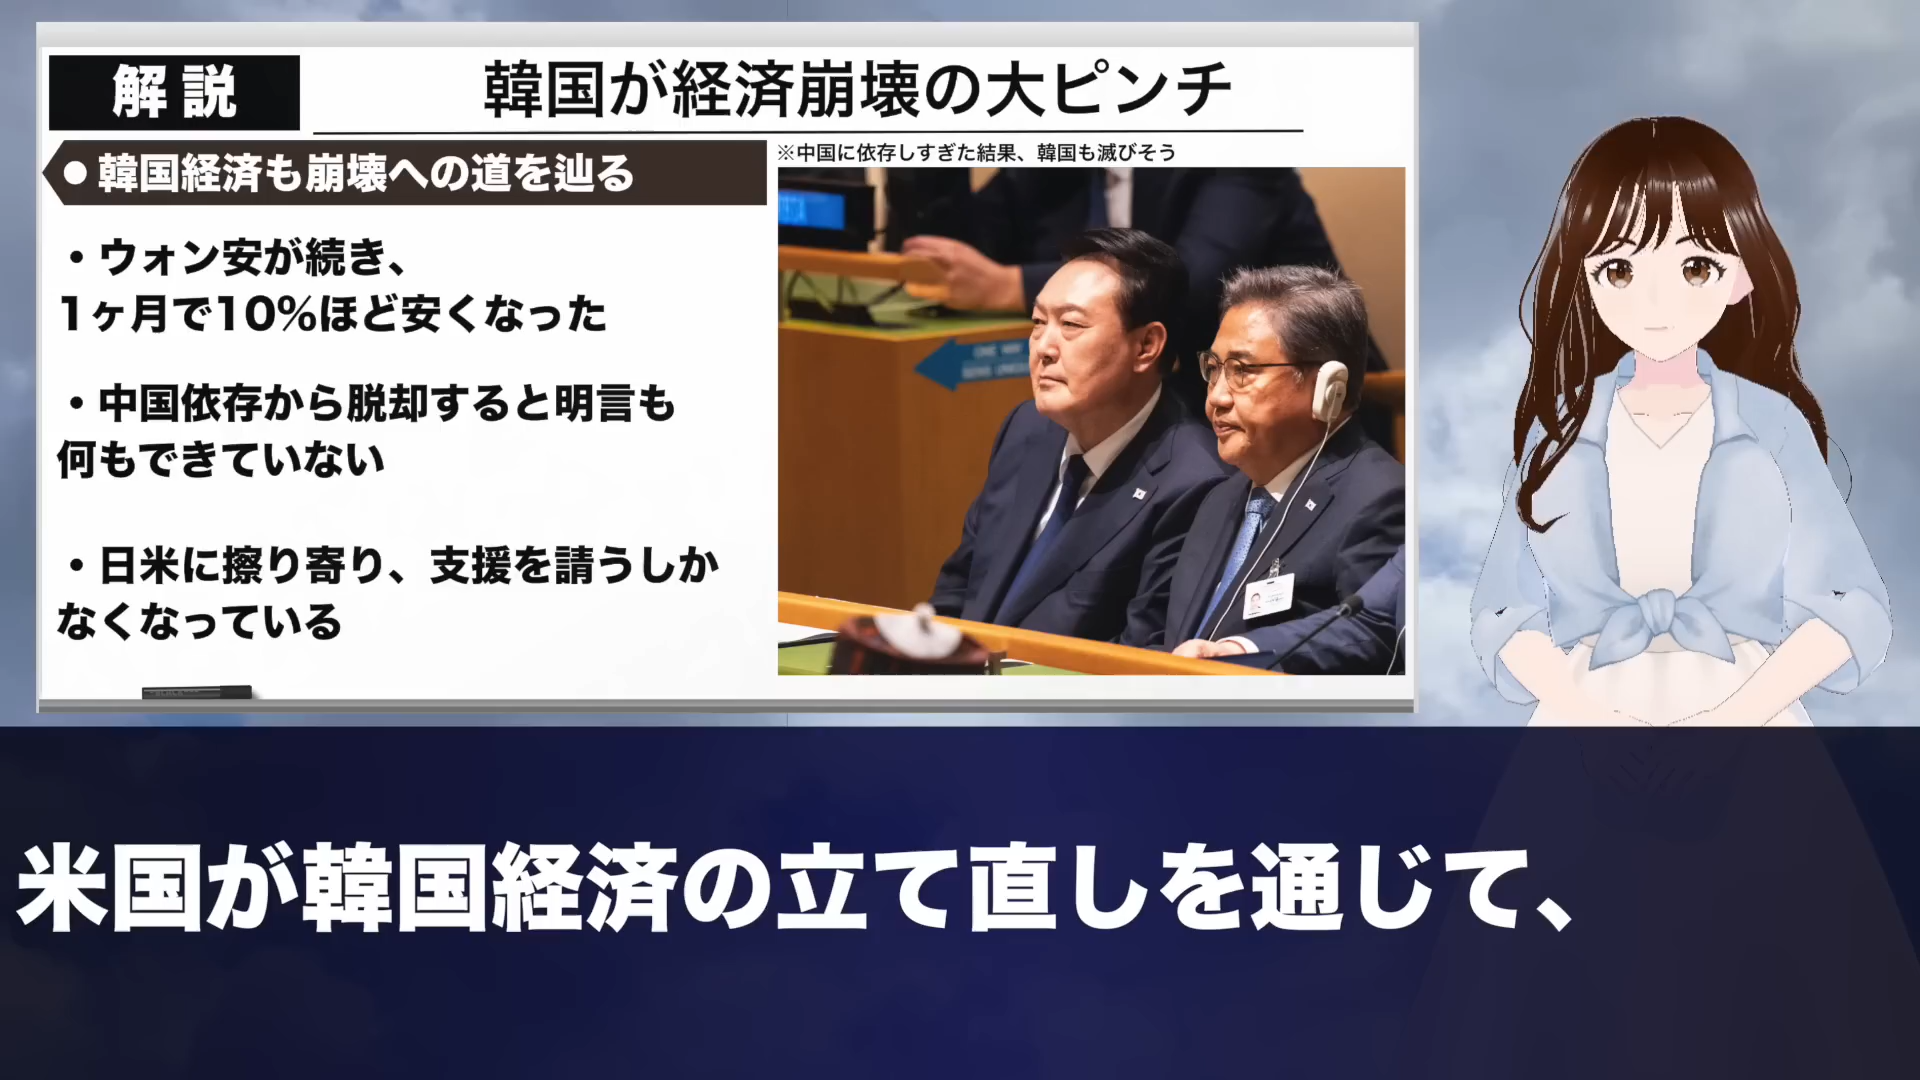 解説
韓国が経済崩壊の大ピンチ
●韓国経済も崩壊への道を辿る
※中国に依存しすぎた結果、韓国も滅びそう
・ウォン安が続き、
1ヶ月で10%ほど安くなった
・中国依存から脱却すると明言も
何もできていない
・日米に擦り寄り、支援を請うしか
なくなっている
米国が韓国経済の立て直しを通じて、